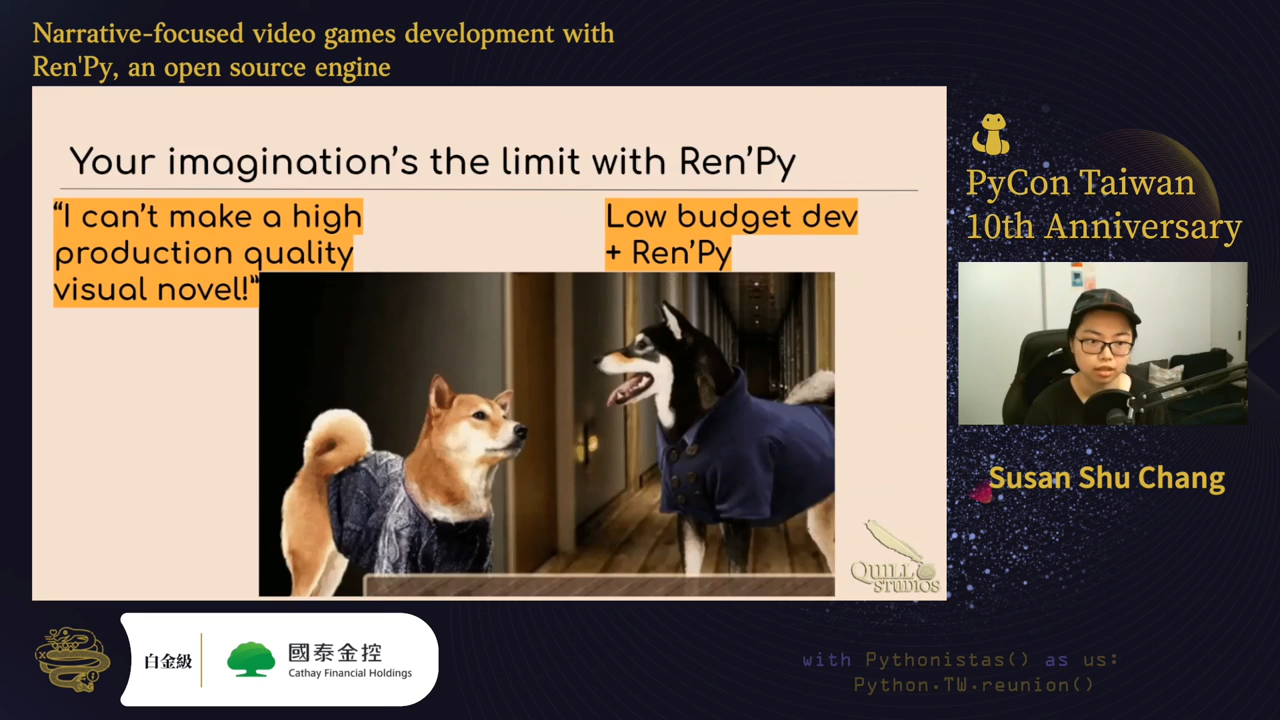 Narrative-focused video games development with
Ren'Py, an open source engine
Your imagination's the limit with Ren'Py
“I can't make a high
production quality
visual novel!”
Low budget dev
+ Ren'Py
QUILL
STUDIOS
PyCon Taiwan
10th Anniversary
Susan Shu Chang
白金級
國泰金控
Cathay Financial Holdings
with Pythonistas() as us:
Python.TW.reunion()